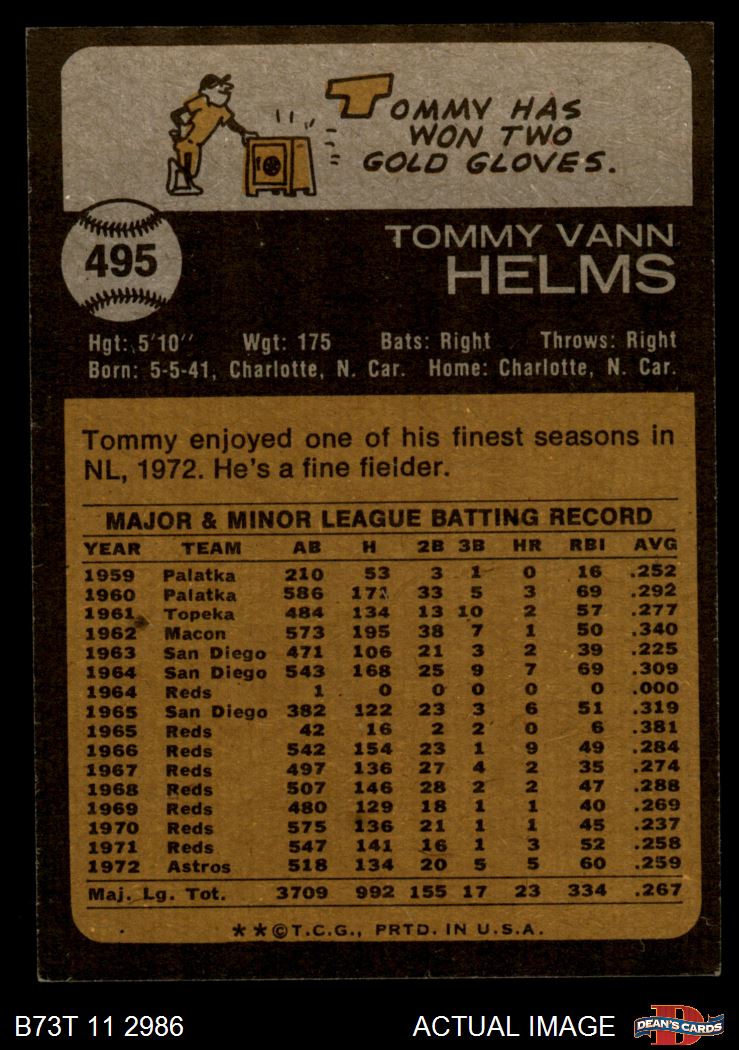 TOMMY HAS
WON TWO
GOLD GLOVES.
495
TOMMY VANN
HELMS
Hgt: 5'10" Wgt: 175 Bats: Right Throws: Right
Born: 5-5-41, Charlotte, N. Car. Home: Charlotte, N. Car.
Tommy enjoyed one of his finest seasons in
NL, 1972. He's a fine fielder.
MAJOR & MINOR LEAGUE BATTING RECORD
YEAR TEAM AB H 2B 3B HR RBI AVG
1959 Palatka 210 53 3 1 0 16 .252
1960 Palatka 586 171 33 5 3 69 .292
1961 Topeka 484 134 13 10 2 57 .277
1962 Macon 573 195 38 7 1 50 .340
1963 San Diego 471 106 21 3 2 39 .225
1964 San Diego 543 168 25 9 7 69 .309
1964 Reds 1 0 0 0 0 0 .000
1965 San Diego 382 122 23 3 6 51 .319
1965 Reds 42 16 2 2 0 6 .381
1966 Reds 542 154 23 1 9 49 .284
1967 Reds 497 136 27 4 2 35 .274
1968 Reds 507 146 28 2 2 47 .288
1969 Reds 480 129 18 1 1 40 .269
1970 Reds 575 136 21 1 1 45 .237
1971 Reds 547 141 16 1 3 52 .258
1972 Astros 518 134 20 5 5 60 .259
Maj. Lg. Tot. 3709 992 155 17 23 334 .267
**©T.C.G., PRTD. IN U.S.A.
B73T 11 2986 ACTUAL IMAGE DEAN'S CARDS